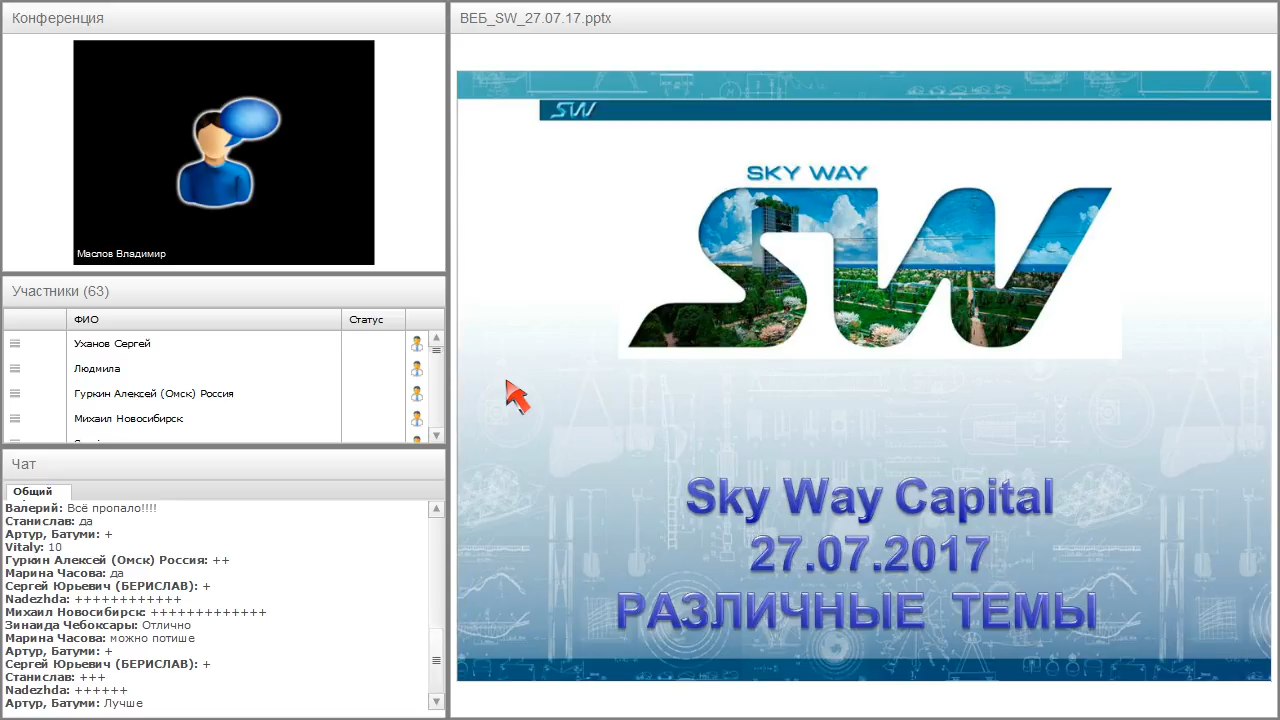 Конференция
Маслов Владимир
Участники (63)
ФИО
Статус
Уханов Сергей
Людмила
Гуркин Алексей (Омск) Россия
Михаил Новосибирск
Чат
Общий
Валерий: Всё пропало!!!!
Станислав: да
Артур, Батуми: +
Vitaly: 10
Гуркин Алексей (Омск) Россия: ++
Марина Часова: да
Сергей Юрьевич (БЕРИСЛАВ): +
Nadezhda: ++++++++++++
Михаил Новосибирск: +++++++++++++
Зинаида Чебоксары: Отлично
Марина Часова: можно потише
Артур, Батуми: +
Сергей Юрьевич (БЕРИСЛАВ): +
Станислав: +++
Nadezhda: ++++++
Артур, Батуми: Лучше
ВЕБ_SW_27.07.17.pptx
SW
SKY WAY
SW
Sky Way Capital
27.07.2017
РАЗЛИЧНЫЕ ТЕМЫ